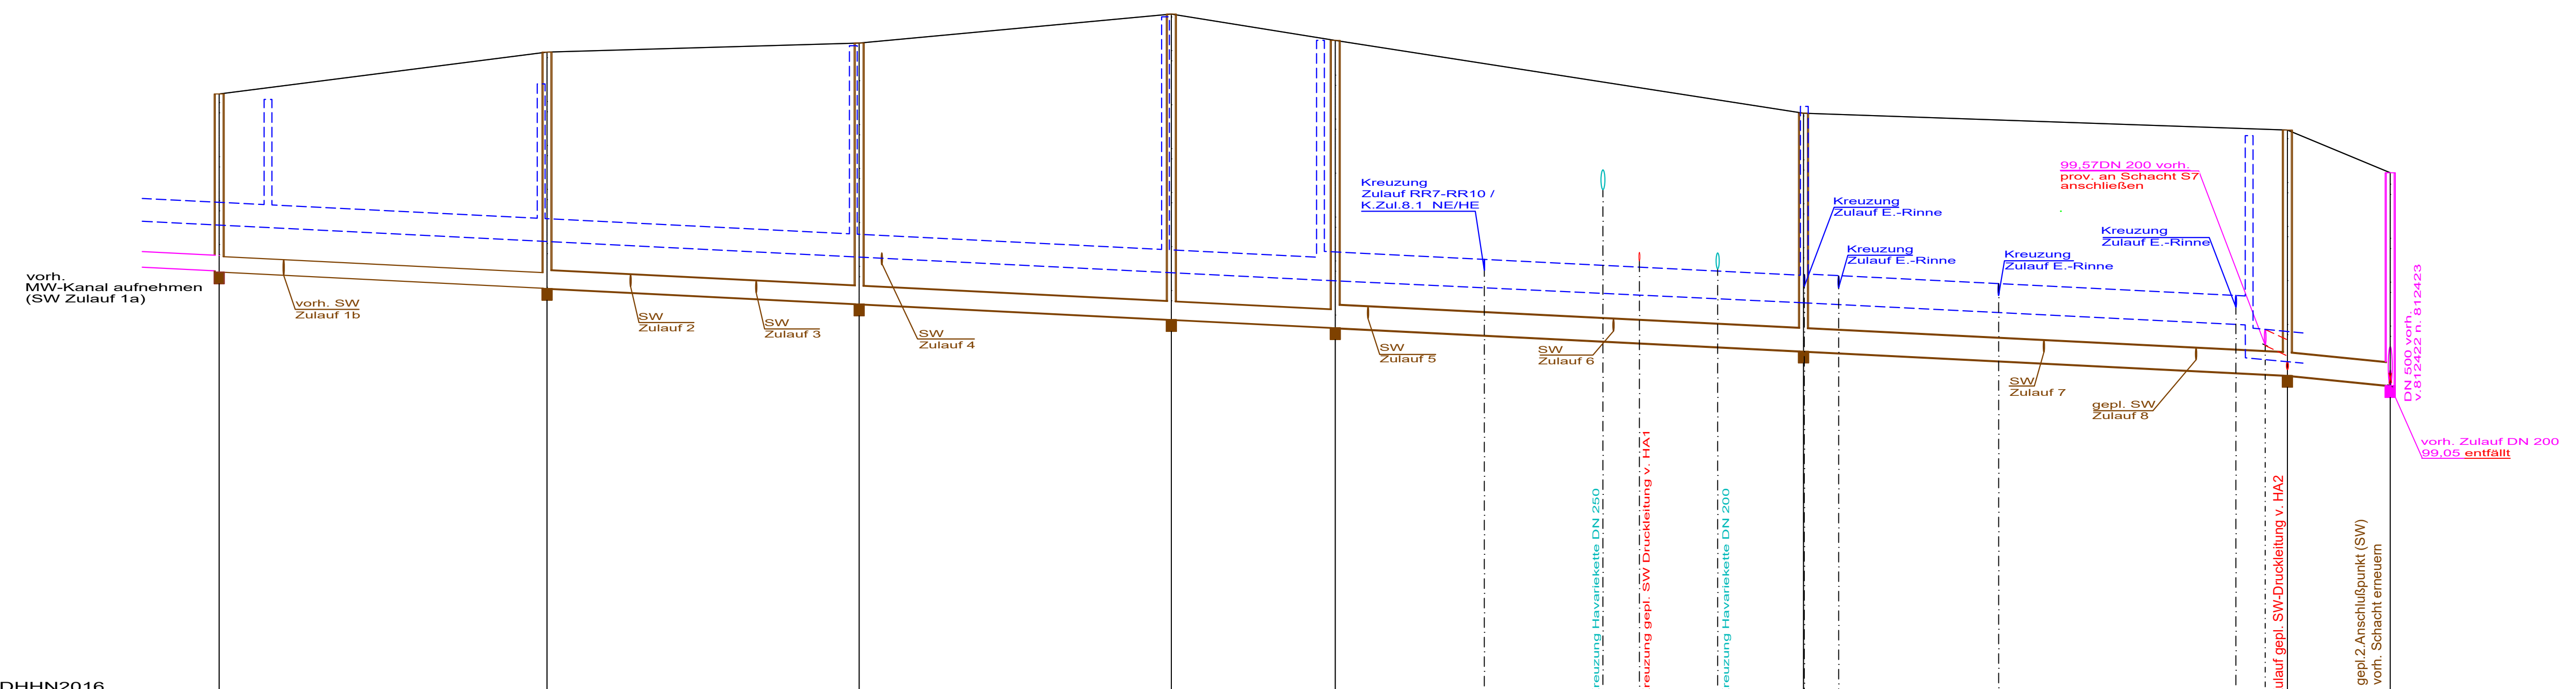 vorh.
MW-Kanal aufnehmen
(SW Zulauf 1a)
vorh. SW
Zulauf 1b
SW
Zulauf 2
SW
Zulauf 3
SW
Zulauf 4
Kreuzung
Zulauf RR7-RR10 /
K.Zul.8.1 NE/HE
SW
Zulauf 5
SW
Zulauf 6
reuzung Havariekette DN 250
reuzung gepl. SW Druckleitung v. HA1
reuzung Havariekette DN 200
Kreuzung
Zulauf E.-Rinne
Kreuzung
Zulauf E.-Rinne
Kreuzung
Zulauf E.-Rinne
Kreuzung
Zulauf E.-Rinne
99,57DN 200 vorh.
prov. an Schacht S7
anschließen
SW
Zulauf 7
gepl. SW
Zulauf 8
ulauf gepl. SW-Druckleitung v. HA2
gepl.2.Anschlußpunkt (SW)
vorh. Schacht erneuern
DN 500 vorh.
v.812422 n. 812423
vorh. Zulauf DN 200
99,05 entfällt
DHHN2016